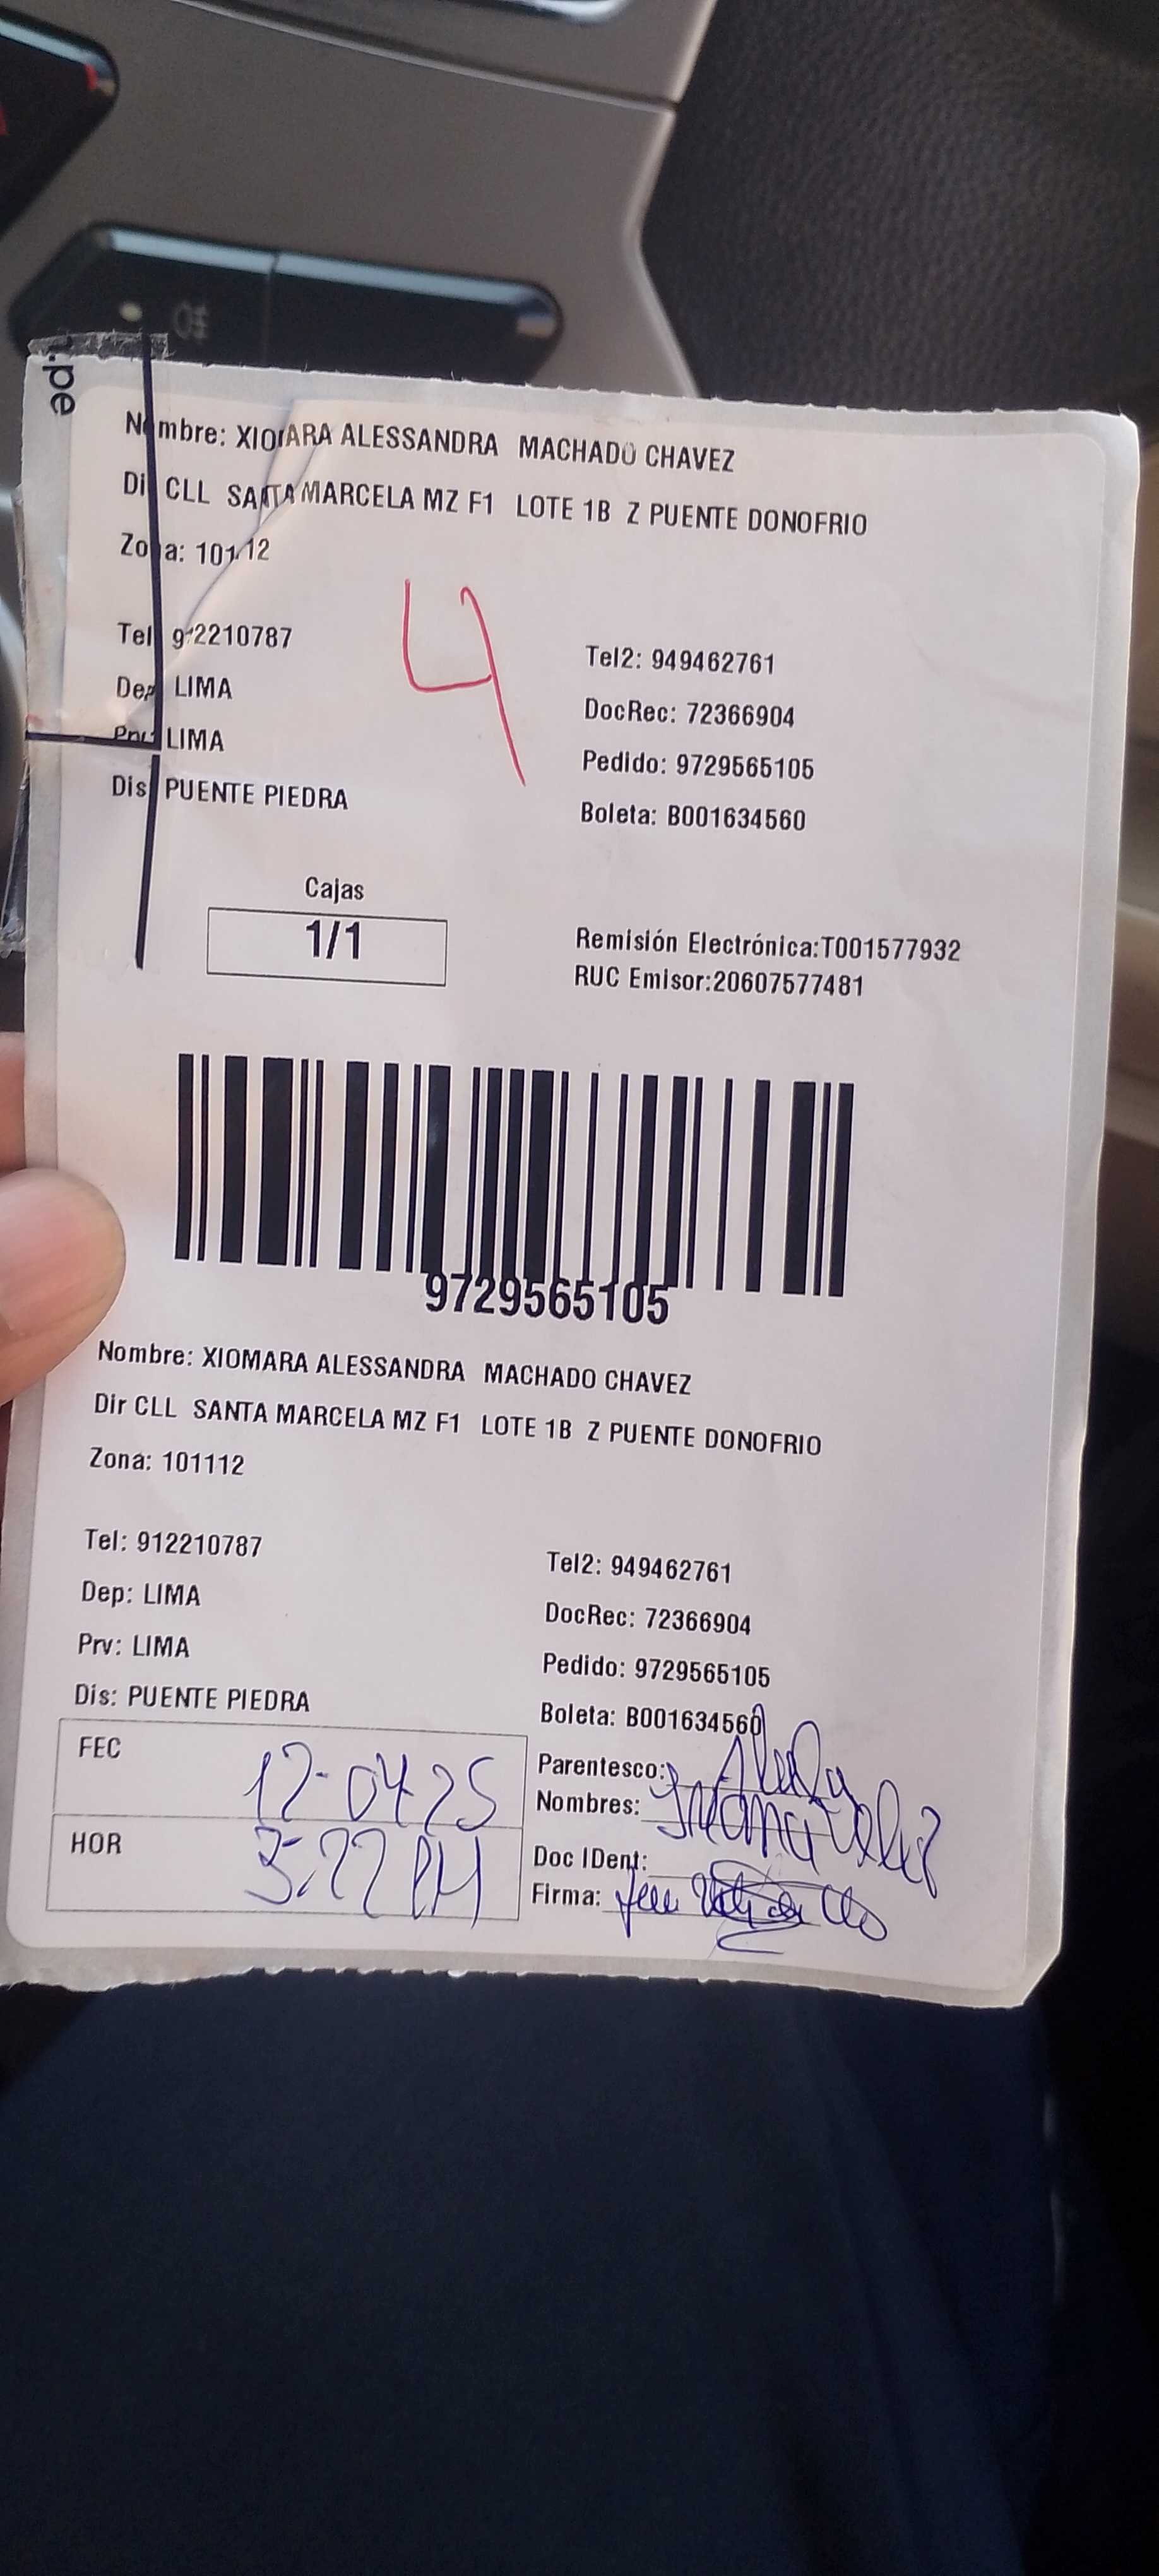 .pe
Nombre: XIOMARA ALESSANDRA MACHADO CHAVEZ
Dir CLL SANTA MARCELA MZ F1 LOTE 1B Z PUENTE DONOFRIO
Zona: 101112
4
Tel: 912210787 Tel2: 949462761
Dep: LIMA DocRec: 72366904
Prv: LIMA Pedido: 9729565105
Dis: PUENTE PIEDRA Boleta: B001634560
Cajas
1/1
Remisión Electrónica:T001577932
RUC Emisor:20607577481
9729565105
Nombre: XIOMARA ALESSANDRA MACHADO CHAVEZ
Dir CLL SANTA MARCELA MZ F1 LOTE 1B Z PUENTE DONOFRIO
Zona: 101112
Tel: 912210787 Tel2: 949462761
Dep: LIMA DocRec: 72366904
Prv: LIMA Pedido: 9729565105
Dis: PUENTE PIEDRA Boleta: B001634560
FEC 12-04-25 Parentesco:
Nombres:
HOR 3:22 PM Doc IDent:
Firma: